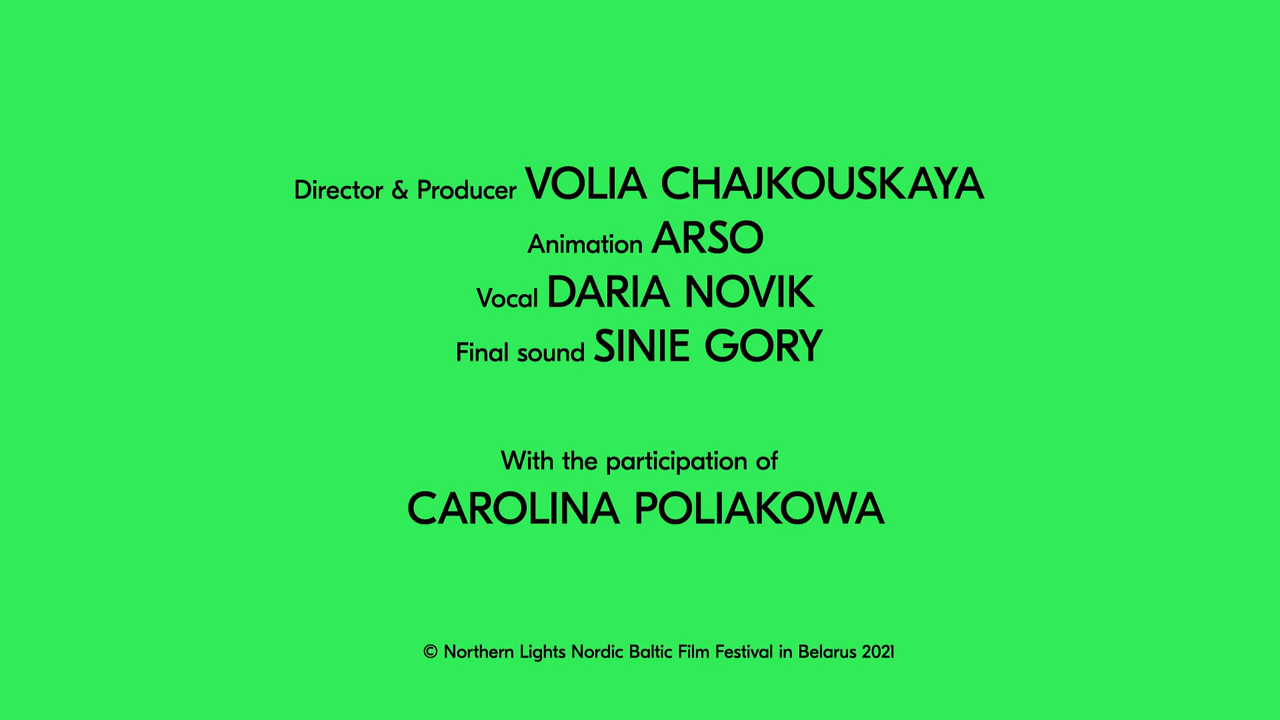 Director & Producer VOLIA CHAJKOUSKAYA
Animation ARSO
Vocal DARIA NOVIK
Final sound SINIE GORY
With the participation of
CAROLINA POLIAKOWA
© Northern Lights Nordic Baltic Film Festival in Belarus 2021